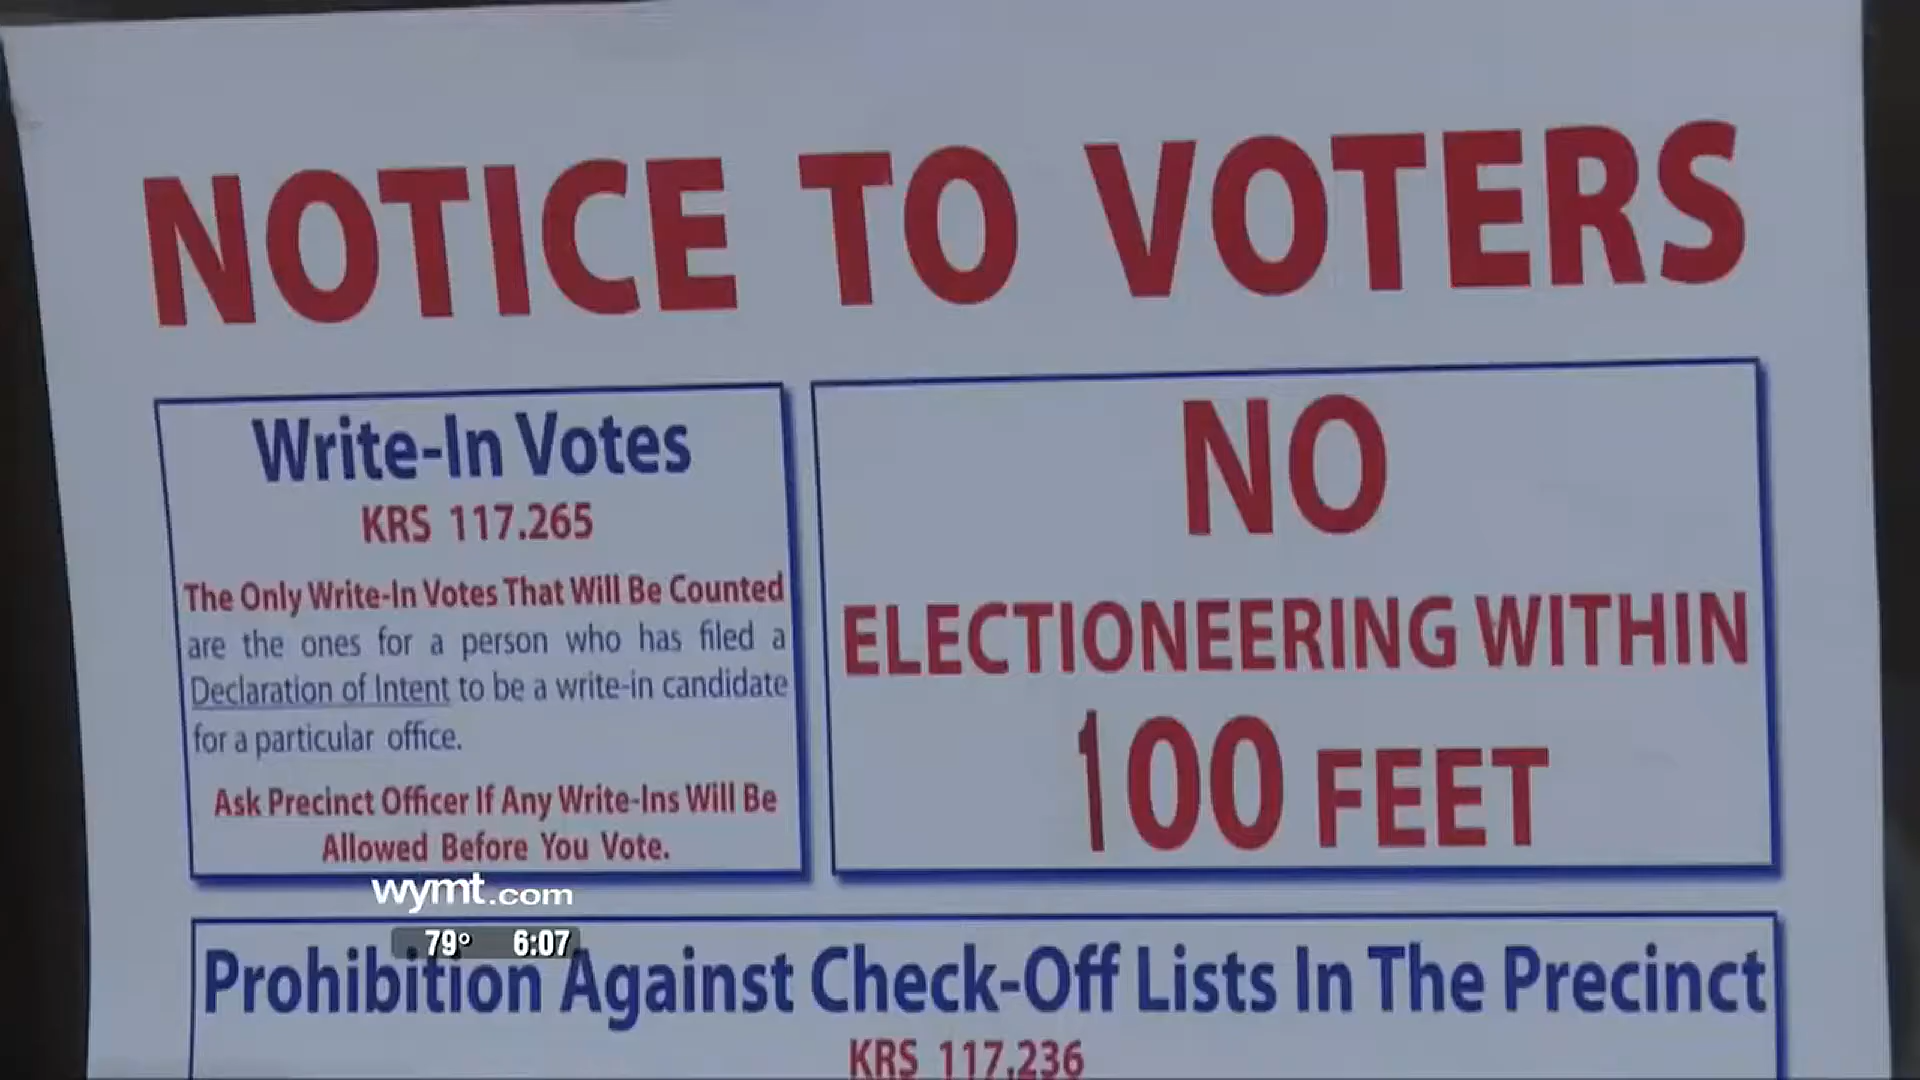 NOTICE TO VOTERS
Write-In Votes
KRS 117.265
The Only Write-In Votes That Will Be Counted
are the ones for a person who has filed a
Declaration of Intent to be a write-in candidate
for a particular office.
Ask Precinct Officer If Any Write-Ins Will Be
Allowed Before You Vote.
NO
ELECTIONEERING WITHIN
100 FEET
wymt.com
79° 6:07
Prohibition Against Check-Off Lists In The Precinct
KRS 117.236